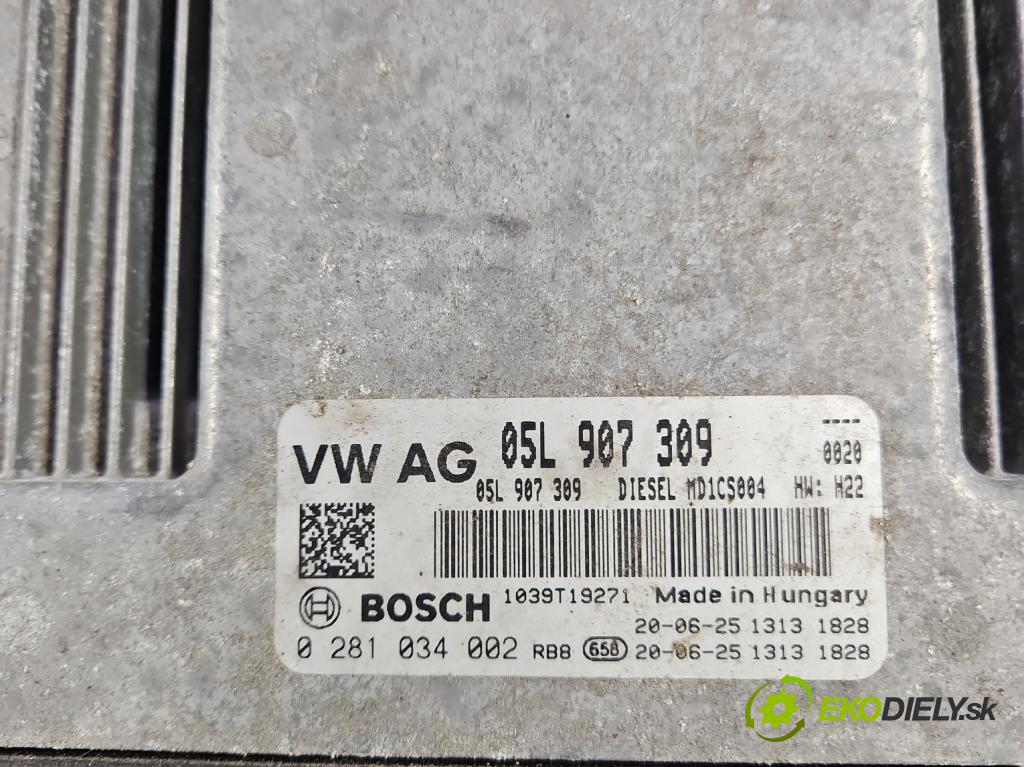 VW AG 05L 907 309 ----
0020
05L 907 309 DIESEL MD1CS004 HW: H22
BOSCH 1039T19271 Made in Hungary
20-06-25 1313 1828
0 281 034 002 RB8 658 20-06-25 1313 1828
EKODIELY.sk